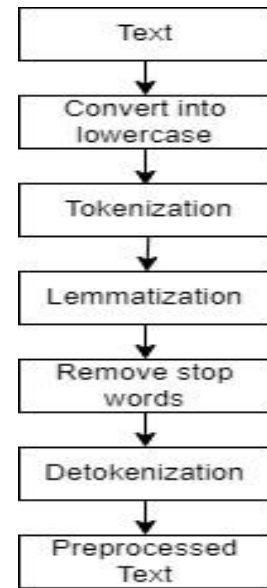 Text
Convert into
lowercase
Tokenization
Lemmatization
Remove stop
words
Detokenization
Preprocessed
Text